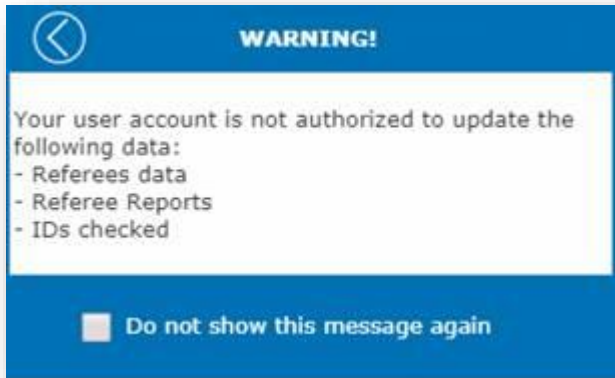 WARNING!
Your user account is not authorized to update the
following data:
- Referees data
- Referee Reports
- IDs checked
Do not show this message again